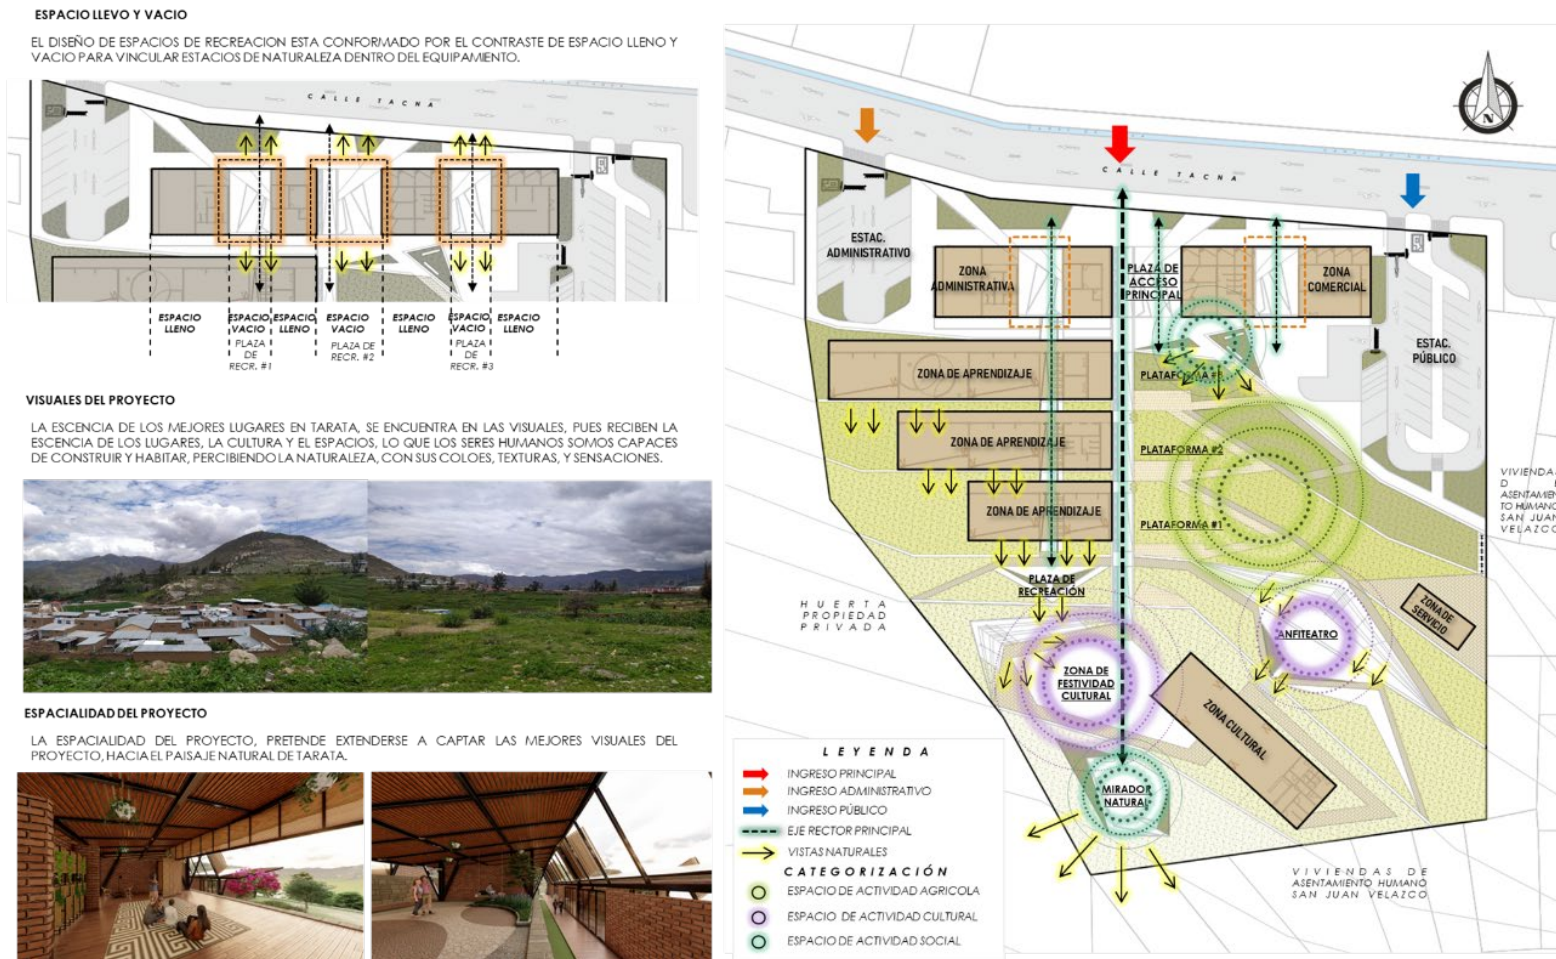 ESPACIO LLEVO Y VACIO
EL DISEÑO DE ESPACIOS DE RECREACION ESTA CONFORMADO POR EL CONTRASTE DE ESPACIO LLENO Y
VACIO PARA VINCULAR ESTACIOS DE NATURALEZA DENTRO DEL EQUIPAMIENTO.
CALLE TACNA
ESPACIO
LLENO
ESPACIO
VACIO
PLAZA
DE
RECR. #1
ESPACIO
LLENO
ESPACIO
VACIO
PLAZA DE
RECR. #2
ESPACIO
LLENO
ESPACIO
VACIO
PLAZA
DE
RECR. #3
ESPACIO
LLENO
VISUALES DEL PROYECTO
LA ESCENCIA DE LOS MEJORES LUGARES EN TARATA, SE ENCUENTRA EN LAS VISUALES, PUES RECIBEN LA
ESCENCIA DE LOS LUGARES, LA CULTURA Y EL ESPACIOS, LO QUE LOS SERES HUMANOS SOMOS CAPACES
DE CONSTRUIR Y HABITAR, PERCIBIENDO LA NATURALEZA, CON SUS COLOES, TEXTURAS, Y SENSACIONES.
ESPACIALIDAD DEL PROYECTO
LA ESPACIALIDAD DEL PROYECTO, PRETENDE EXTENDERSE A CAPTAR LAS MEJORES VISUALES DEL
PROYECTO, HACIA EL PAISAJE NATURAL DE TARATA.
N
CALLE TACNA
ESTAC.
ADMINISTRATIVO
ZONA
ADMINISTRATIVA
PLAZA DE
ACCESO
PRINCIPAL
ZONA
COMERCIAL
ESTAC.
PÚBLICO
ZONA DE APRENDIZAJE
PLATAFORMA
ZONA DE APRENDIZAJE
PLATAFORMA #2
ZONA DE APRENDIZAJE
PLATAFORMA #1
VIVIENDA
D
ASENTAMIEN
TO HUMANO
SAN JUAN
VELAZCO
PLAZA DE
RECREACIÓN
HUERTA
PROPIEDAD
PRIVADA
ZONA DE
SERVICIO
ANFITEATRO
ZONA DE
FESTIVIDAD
CULTURAL
ZONA CULTURAL
MIRADOR
NATURAL
VIVIENDAS DE
ASENTAMIENTO HUMANO
SAN JUAN VELAZCO
LEYENDA
INGRESO PRINCIPAL
INGRESO ADMINISTRATIVO
INGRESO PÚBLICO
EJE RECTOR PRINCIPAL
VISTAS NATURALES
CATEGORIZACIÓN
ESPACIO DE ACTIVIDAD AGRICOLA
ESPACIO DE ACTIVIDAD CULTURAL
ESPACIO DE ACTIVIDAD SOCIAL